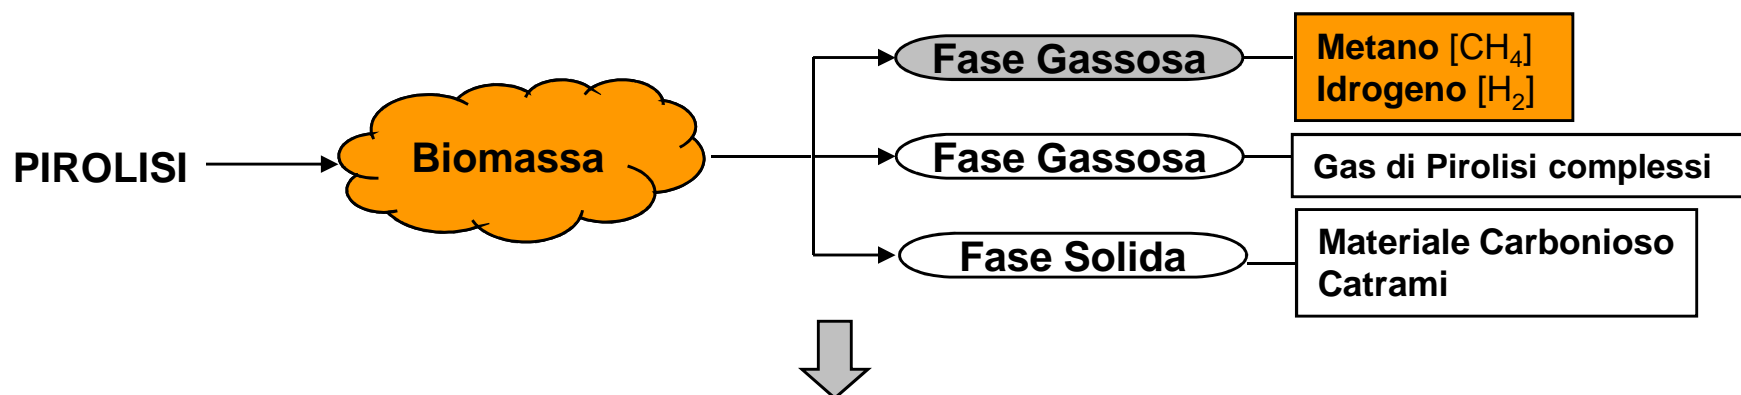 PIROLISI
Biomassa
Fase Gassosa
Metano [CH₄]
Idrogeno [H₂]
Fase Gassosa
Gas di Pirolisi complessi
Fase Solida
Materiale Carbonioso
Catrami